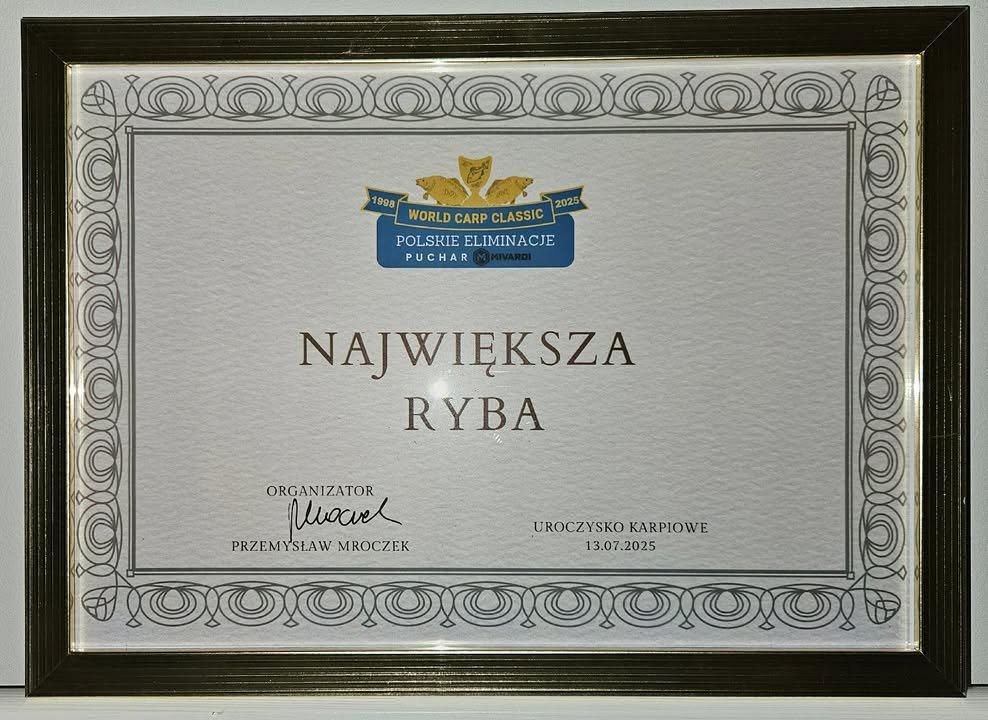 1998 WORLD CARP CLASSIC 2025
POLSKIE ELIMINACJE
PUCHAR MIVARDI
NAJWIĘKSZA
RYBA
ORGANIZATOR
Mroczek
PRZEMYSŁAW MROCZEK
UROCZYSKO KARPIOWE
13.07.2025